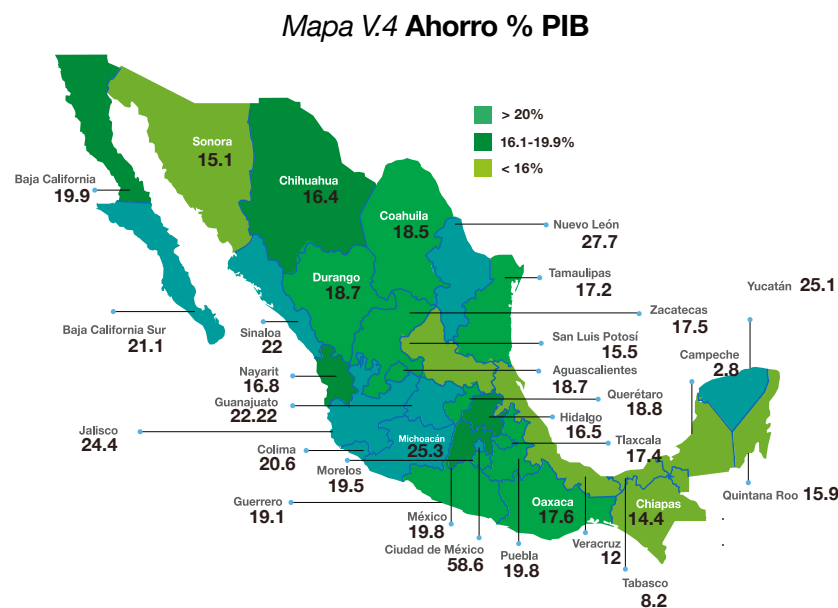 Mapa V.4 Ahorro % PIB
> 20%
16.1-19.9%
< 16%
Sonora
15.1
Baja California
19.9
Chihuahua
16.4
Coahuila
18.5
Nuevo León
27.7
Durango
18.7
Tamaulipas
17.2
Yucatán 25.1
Baja California Sur
21.1
Sinaloa
22
Zacatecas
17.5
San Luis Potosí
15.5
Campeche
2.8
Nayarit
16.8
Aguascalientes
18.7
Guanajuato
22.22
Querétaro
18.8
Jalisco
24.4
Hidalgo
16.5
Michoacán
25.3
Colima
20.6
Tlaxcala
17.4
Morelos
19.5
Quintana Roo 15.9
Guerrero
19.1
Oaxaca
17.6
Chiapas
14.4
México
19.8
Ciudad de México
58.6
Puebla
19.8
Veracruz
12
Tabasco
8.2